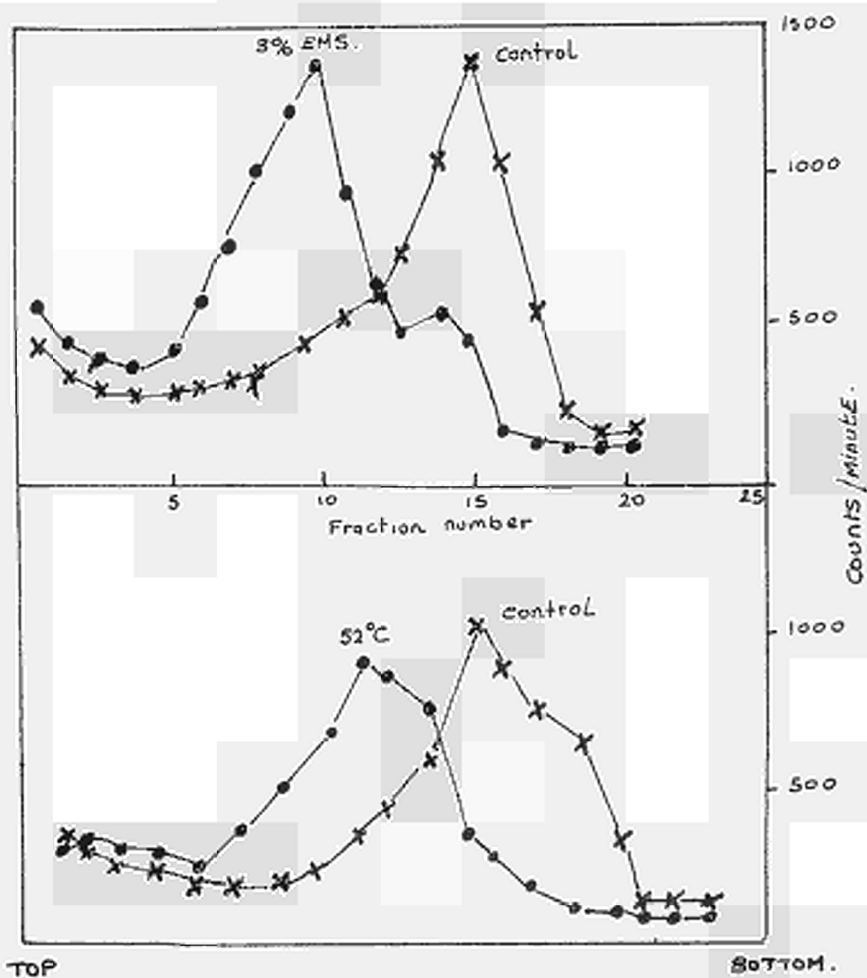 1500
3% EMS.
Control
1000
500
5 10 15 20 25
Fraction number
Counts/minute.
Control
1000
52°C
500
TOP BOTTOM.